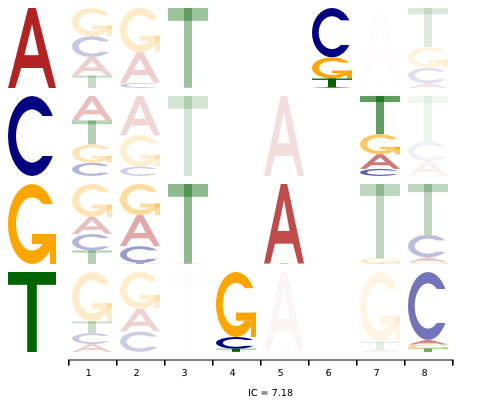 A G C A T G A C T T C G T A T G C T
C A T G C A G C T A T G A C T A C
G G A C T G A C T A T G T C A
T G T C A G A C T G C T A G T C A T
1 2 3 4 5 6 7 8
IC = 7.18